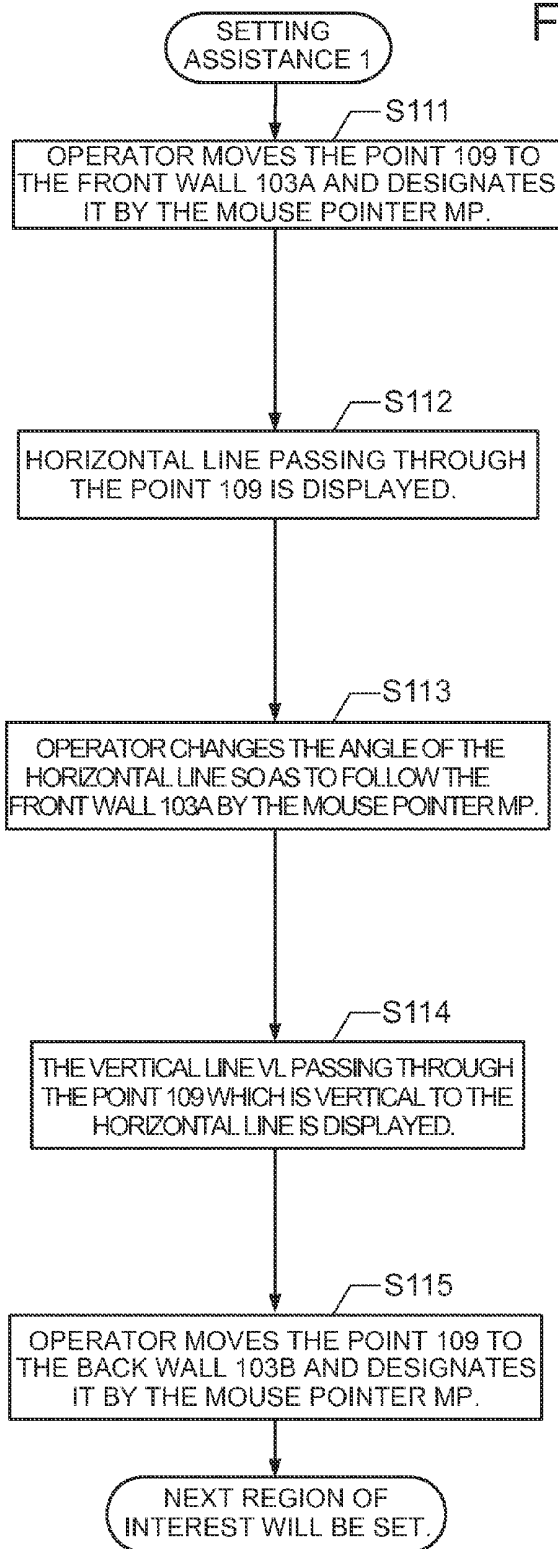 F
SETTING
ASSISTANCE 1
S111
OPERATOR MOVES THE POINT 109 TO
THE FRONT WALL 103A AND DESIGNATES
IT BY THE MOUSE POINTER MP.
S112
HORIZONTAL LINE PASSING THROUGH
THE POINT 109 IS DISPLAYED.
S113
OPERATOR CHANGES THE ANGLE OF THE
HORIZONTAL LINE SO AS TO FOLLOW THE
FRONT WALL 103A BY THE MOUSE POINTER MP.
S114
THE VERTICAL LINE VL PASSING THROUGH
THE POINT 109 WHICH IS VERTICAL TO THE
HORIZONTAL LINE IS DISPLAYED.
S115
OPERATOR MOVES THE POINT 109 TO
THE BACK WALL 103B AND DESIGNATES
IT BY THE MOUSE POINTER MP.
NEXT REGION OF
INTEREST WILL BE SET.